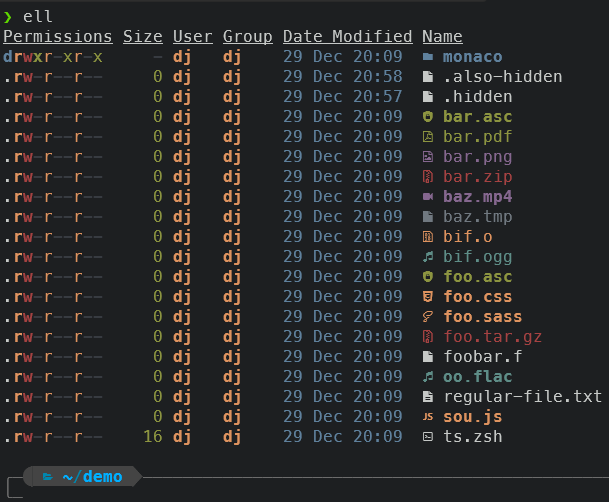 ❯ ell
Permissions Size User Group Date Modified Name
drwxr-xr-x - dj dj 29 Dec 20:09 monaco
.rw-r--r-- 0 dj dj 29 Dec 20:58 .also-hidden
.rw-r--r-- 0 dj dj 29 Dec 20:57 .hidden
.rw-r--r-- 0 dj dj 29 Dec 20:09 bar.asc
.rw-r--r-- 0 dj dj 29 Dec 20:09 bar.pdf
.rw-r--r-- 0 dj dj 29 Dec 20:09 bar.png
.rw-r--r-- 0 dj dj 29 Dec 20:09 bar.zip
.rw-r--r-- 0 dj dj 29 Dec 20:09 baz.mp4
.rw-r--r-- 0 dj dj 29 Dec 20:09 baz.tmp
.rw-r--r-- 0 dj dj 29 Dec 20:09 bif.o
.rw-r--r-- 0 dj dj 29 Dec 20:09 bif.ogg
.rw-r--r-- 0 dj dj 29 Dec 20:09 foo.asc
.rw-r--r-- 0 dj dj 29 Dec 20:09 foo.css
.rw-r--r-- 0 dj dj 29 Dec 20:09 foo.sass
.rw-r--r-- 0 dj dj 29 Dec 20:09 foo.tar.gz
.rw-r--r-- 0 dj dj 29 Dec 20:09 foobar.f
.rw-r--r-- 0 dj dj 29 Dec 20:09 oo.flac
.rw-r--r-- 0 dj dj 29 Dec 20:09 regular-file.txt
.rw-r--r-- 0 dj dj 29 Dec 20:09 JS sou.js
.rw-r--r-- 16 dj dj 29 Dec 20:09 ts.zsh
~/demo